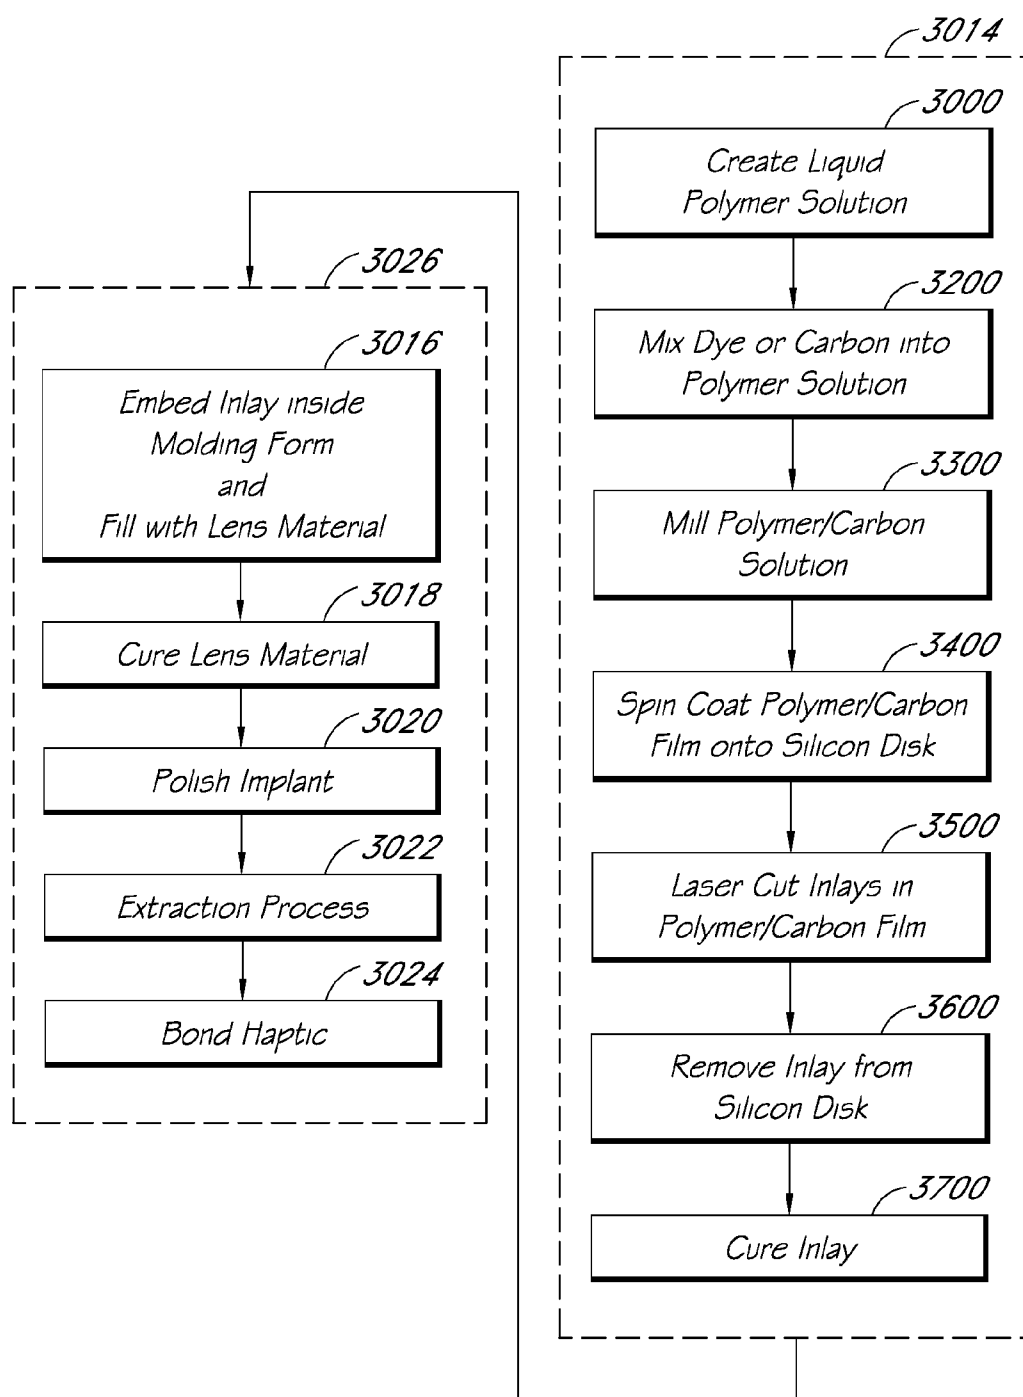 3014
3000
Create Liquid
Polymer Solution
3200
Mix Dye or Carbon into
Polymer Solution
3300
Mill Polymer/Carbon
Solution
3400
Spin Coat Polymer/Carbon
Film onto Silicon Disk
3500
Laser Cut Inlays in
Polymer/Carbon Film
3600
Remove Inlay from
Silicon Disk
3700
Cure Inlay
3026
3016
Embed Inlay inside
Molding Form
and
Fill with Lens Material
3018
Cure Lens Material
3020
Polish Implant
3022
Extraction Process
3024
Bond Haptic